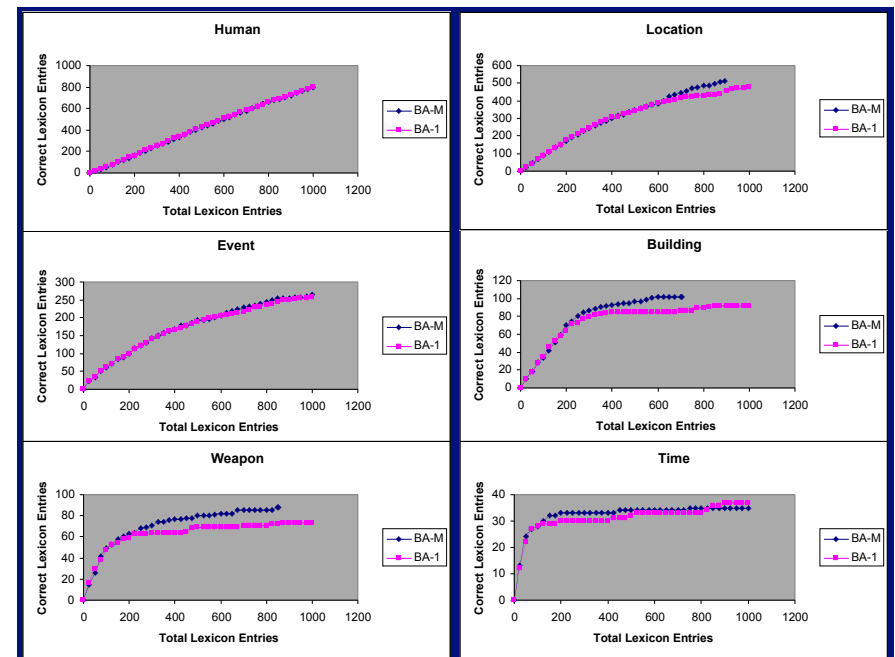 Human
Correct Lexicon Entries
1000
800
600
400
200
0
0 200 400 600 800 1000 1200
Total Lexicon Entries
BA-M
BA-1
Location
Correct Lexicon Entries
600
500
400
300
200
100
0
0 200 400 600 800 1000 1200
Total Lexicon Entries
BA-M
BA-1
Event
Correct Lexicon Entries
300
250
200
150
100
50
0
0 200 400 600 800 1000 1200
Total Lexicon Entries
BA-M
BA-1
Building
Correct Lexicon Entries
120
100
80
60
40
20
0
0 200 400 600 800 1000 1200
Total Lexicon Entries
BA-M
BA-1
Weapon
Correct Lexicon Entries
100
80
60
40
20
0
0 200 400 600 800 1000 1200
Total Lexicon Entries
BA-M
BA-1
Time
Correct Lexicon Entries
40
30
20
10
0
0 200 400 600 800 1000 1200
Total Lexicon Entries
BA-M
BA-1